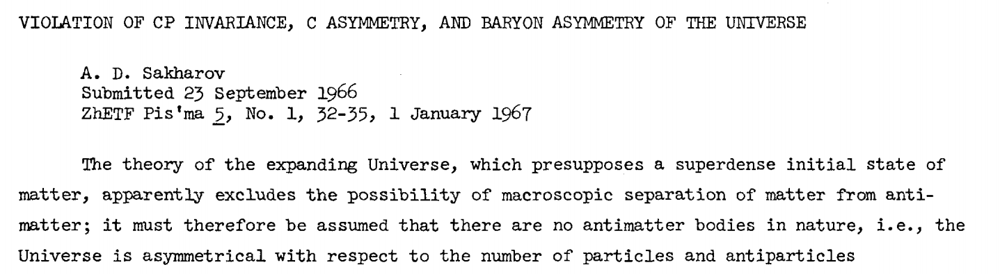 VIOLATION OF CP INVARIANCE, C ASYMMETRY, AND BARYON ASYMMETRY OF THE UNIVERSE
A. D. Sakharov
Submitted 23 September 1966
ZhETF Pis'ma 5, No. 1, 32-35, 1 January 1967
The theory of the expanding Universe, which presupposes a superdense initial state of
matter, apparently excludes the possibility of macroscopic separation of matter from anti-
matter; it must therefore be assumed that there are no antimatter bodies in nature, i.e., the
Universe is asymmetrical with respect to the number of particles and antiparticles